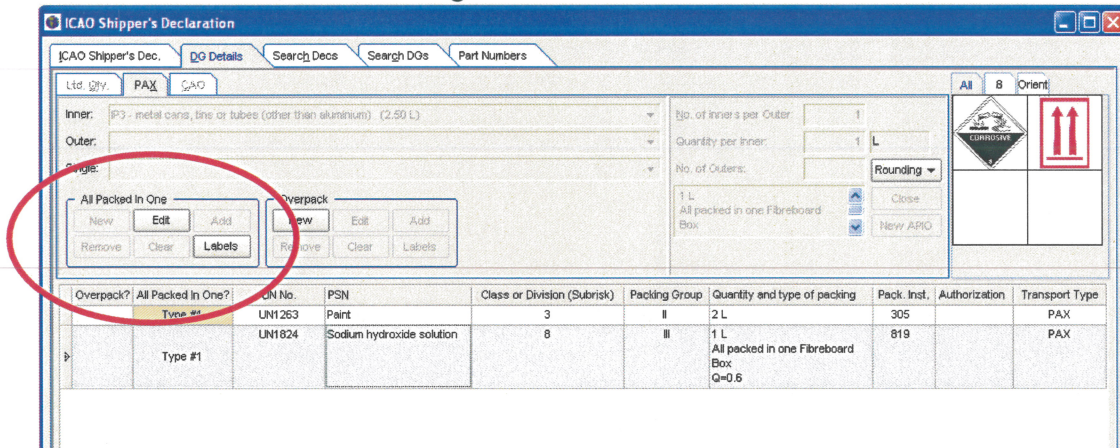 ICAO Shipper's Declaration
ICAO Shipper's Dec. DG Details Search Decs Search DGs Part Numbers
Ltd. Qty. PAX CAO All 8 Orient
Inner: IP3 - metal cans, tins or tubes (other than aluminium) (2.50 L) No. of inners per Outer: 1
Outer: Quantity per Inner: 1 L
Single: No. of Outers: Rounding
CORROSIVE
8
All Packed In One Overpack
New Edit Add New Edit Add
Remove Clear Labels Remove Clear Labels
1 L
All packed in one Fibreboard
Box
Close
New APIO
Overpack? All Packed In One? UN No. PSN Class or Division (Subrisk) Packing Group Quantity and type of packing Pack. Inst. Authorization Transport Type
Type #1 UN1263 Paint 3 II 2 L 305 PAX
Type #1 UN1824 Sodium hydroxide solution 8 III 1 L 819 PAX
All packed in one Fibreboard
Box
Q=0.6